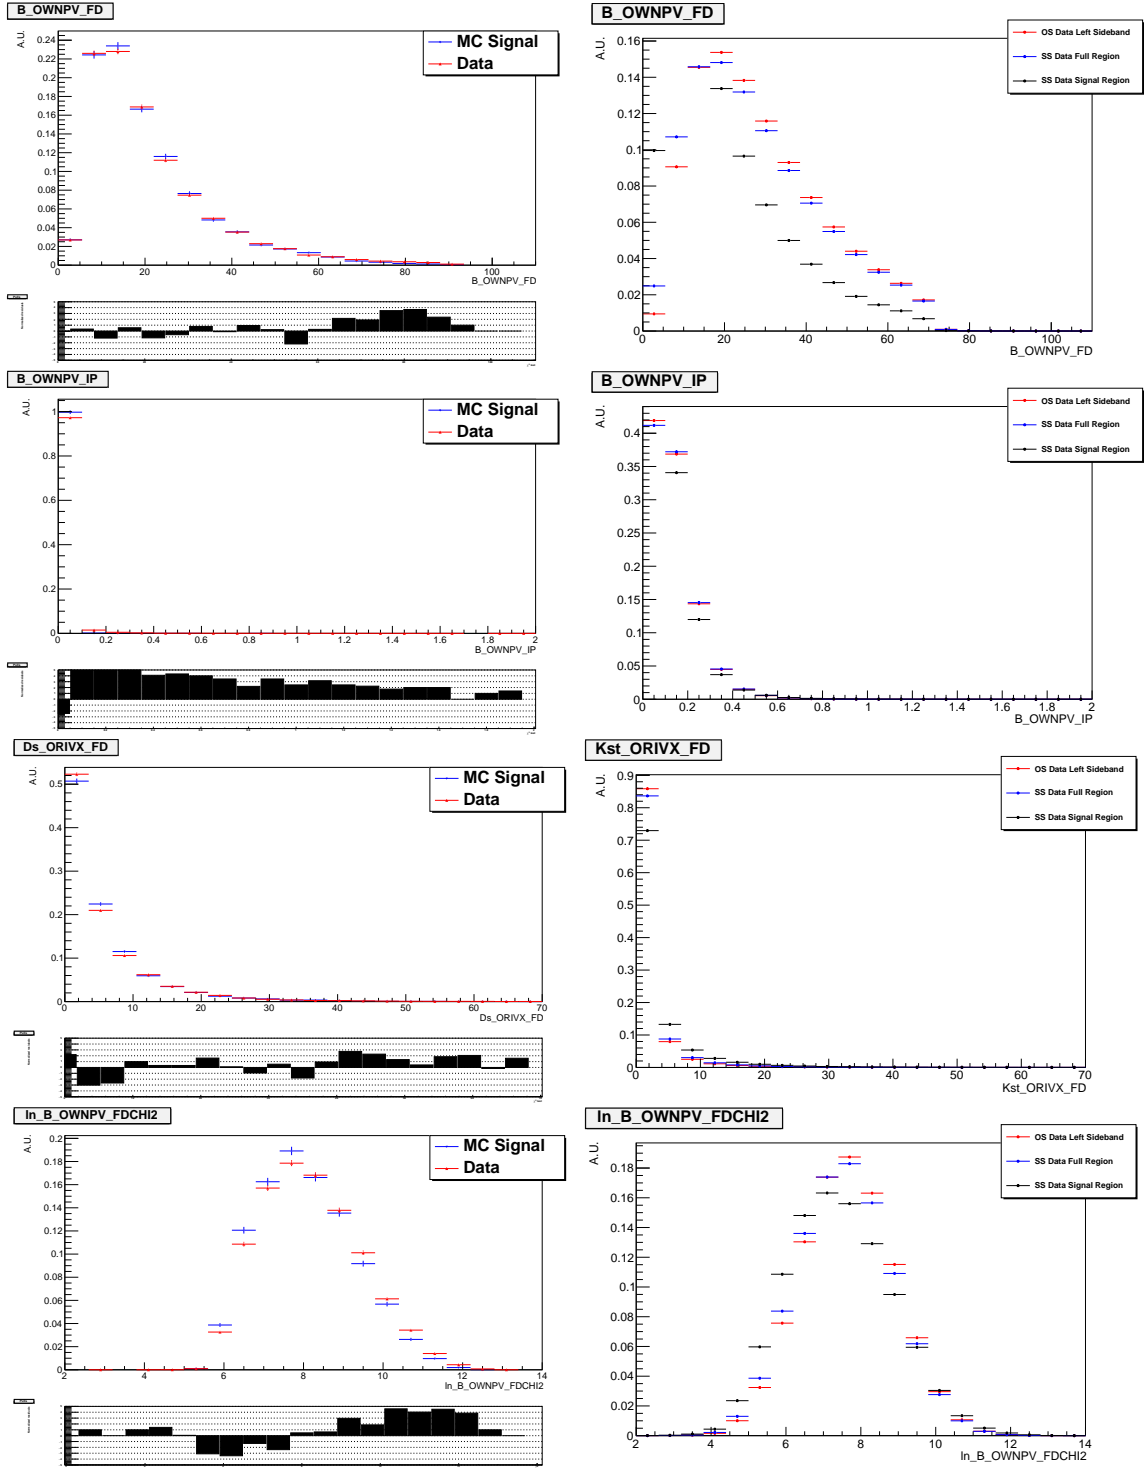 B_OWNPV_FD
A.U.
MC Signal
Data
0.24
0.22
0.2
0.18
0.16
0.14
0.12
0.1
0.08
0.06
0.04
0.02
0
0 20 40 60 80 100
B_OWNPV_FD
B_OWNPV_FD
A.U.
OS Data Left Sideband
SS Data Full Region
SS Data Signal Region
0.16
0.14
0.12
0.1
0.08
0.06
0.04
0.02
0
0 20 40 60 80 100
B_OWNPV_FD
B_OWNPV_IP
A.U.
MC Signal
Data
1
0.8
0.6
0.4
0.2
0
0 0.2 0.4 0.6 0.8 1 1.2 1.4 1.6 1.8 2
B_OWNPV_IP
B_OWNPV_IP
A.U.
OS Data Left Sideband
SS Data Full Region
SS Data Signal Region
0.4
0.35
0.3
0.25
0.2
0.15
0.1
0.05
0
0 0.2 0.4 0.6 0.8 1 1.2 1.4 1.6 1.8 2
B_OWNPV_IP
Ds_ORIVX_FD
A.U.
MC Signal
Data
0.5
0.4
0.3
0.2
0.1
0
0 10 20 30 40 50 60 70
Ds_ORIVX_FD
Kst_ORIVX_FD
A.U.
OS Data Left Sideband
SS Data Full Region
SS Data Signal Region
0.9
0.8
0.7
0.6
0.5
0.4
0.3
0.2
0.1
0
0 10 20 30 40 50 60 70
Kst_ORIVX_FD
ln_B_OWNPV_FDCHI2
A.U.
MC Signal
Data
0.2
0.18
0.16
0.14
0.12
0.1
0.08
0.06
0.04
0.02
0
2 4 6 8 10 12 14
ln_B_OWNPV_FDCHI2
ln_B_OWNPV_FDCHI2
A.U.
OS Data Left Sideband
SS Data Full Region
SS Data Signal Region
0.18
0.16
0.14
0.12
0.1
0.08
0.06
0.04
0.02
0
2 4 6 8 10 12 14
ln_B_OWNPV_FDCHI2